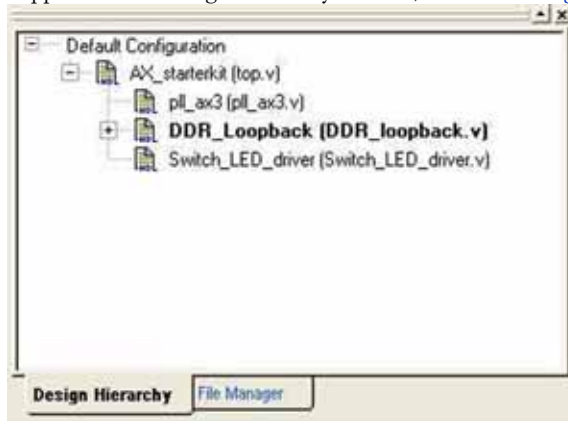 Default Configuration
AX_starterkit (top.v)
pll_ax3 (pll_ax3.v)
DDR_Loopback (DDR_loopback.v)
Switch_LED_driver (Switch_LED_driver.v)
Design Hierarchy
File Manager